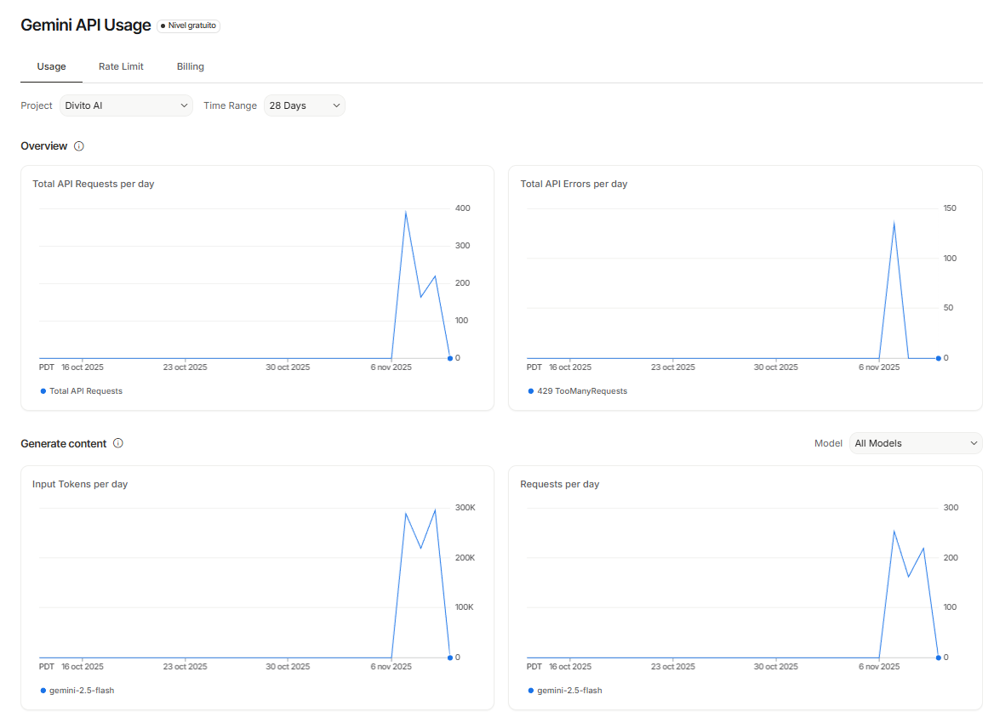 Gemini API Usage Nivel gratuito
Usage Rate Limit Billing
Project Divito AI Time Range 28 Days
Overview
Total API Requests per day
400
300
200
100
0
PDT 16 oct 2025 23 oct 2025 30 oct 2025 6 nov 2025
Total API Requests
Total API Errors per day
150
100
50
0
PDT 16 oct 2025 23 oct 2025 30 oct 2025 6 nov 2025
429 TooManyRequests
Generate content Model All Models
Input Tokens per day
300K
200K
100K
0
PDT 16 oct 2025 23 oct 2025 30 oct 2025 6 nov 2025
gemini-2.5-flash
Requests per day
300
200
100
0
PDT 16 oct 2025 23 oct 2025 30 oct 2025 6 nov 2025
gemini-2.5-flash